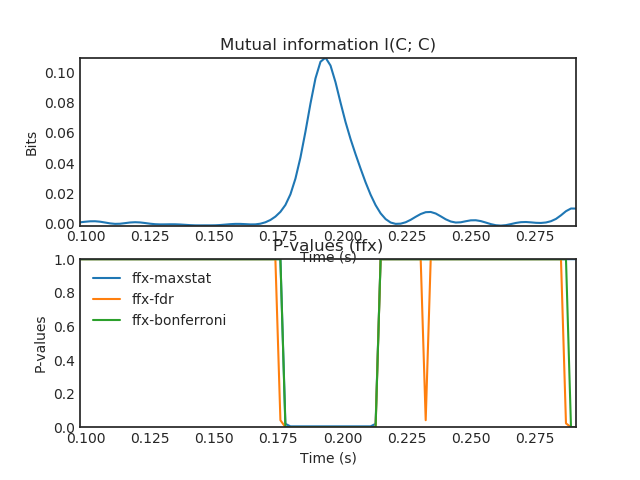 Mutual information I(C; C)
0.10
0.08
0.06
0.04
0.02
0.00
Bits
0.100 0.125 0.150 0.175 0.200 0.225 0.250 0.275
Time (s)
P-values (ffx)
1.0
0.8
0.6
0.4
0.2
0.0
P-values
ffx-maxstat
ffx-fdr
ffx-bonferroni
0.100 0.125 0.150 0.175 0.200 0.225 0.250 0.275
Time (s)